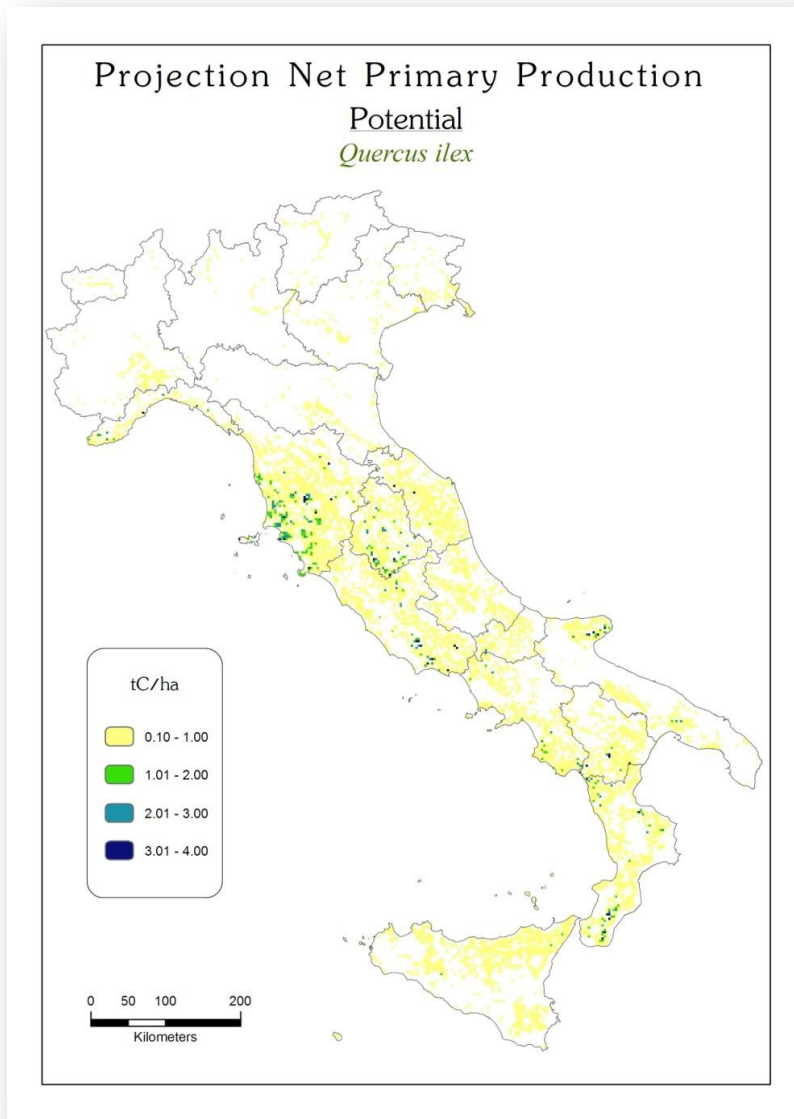 Projection Net Primary Production
Potential
Quercus ilex
tC/ha
0.10 - 1.00
1.01 - 2.00
2.01 - 3.00
3.01 - 4.00
0 50 100 200
Kilometers